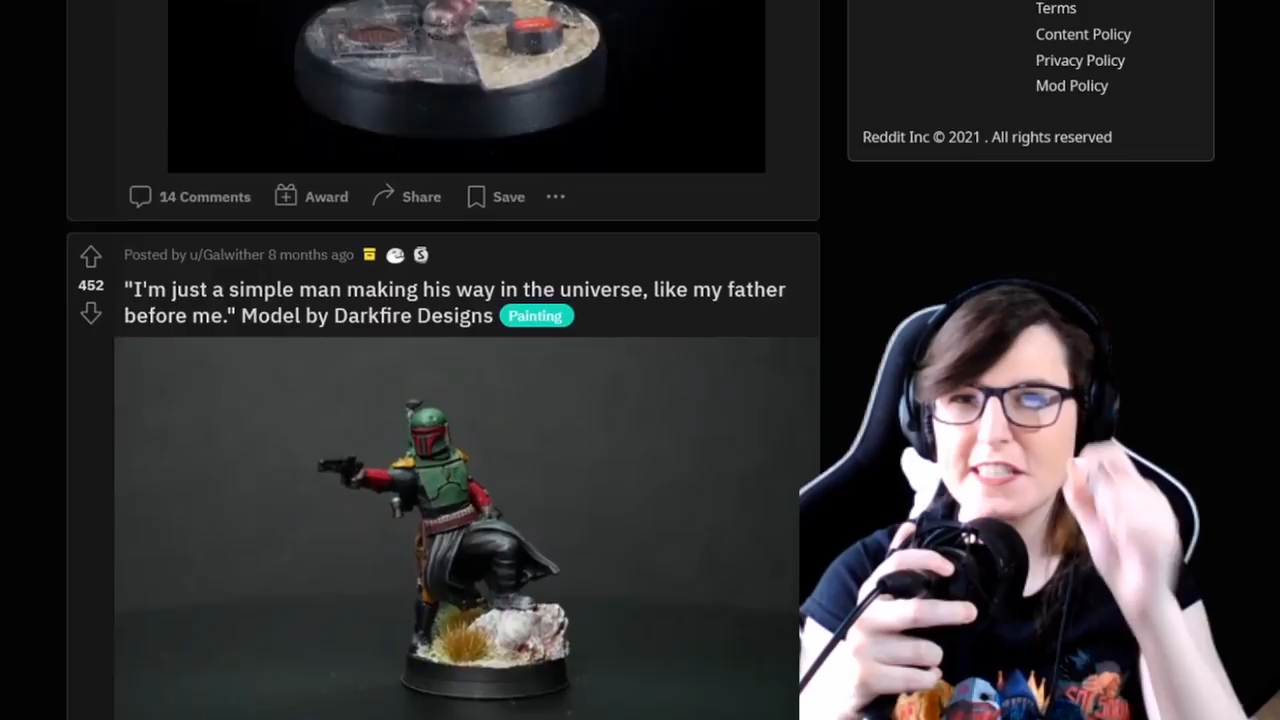 Terms
Content Policy
Privacy Policy
Mod Policy
Reddit Inc © 2021 . All rights reserved
14 Comments Award Share Save
Posted by u/Galwither 8 months ago
452
"I'm just a simple man making his way in the universe, like my father
before me." Model by Darkfire Designs Painting